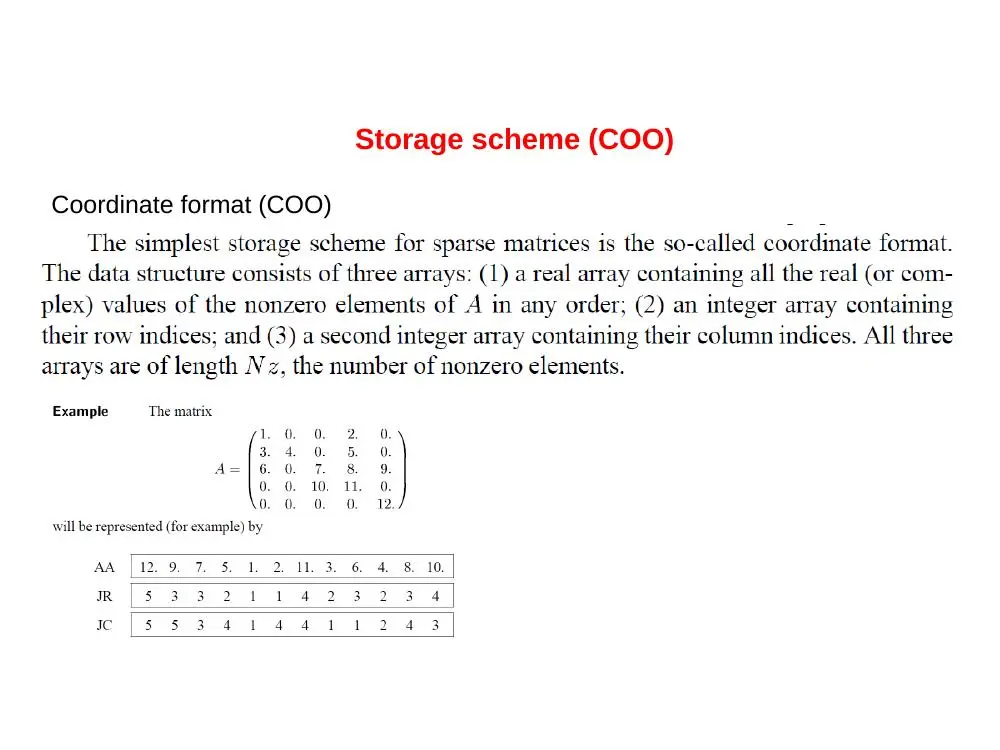 Storage scheme (COO)
Coordinate format (COO)
The simplest storage scheme for sparse matrices is the so-called coordinate format.
The data structure consists of three arrays: (1) a real array containing all the real (or com-
plex) values of the nonzero elements of A in any order; (2) an integer array containing
their row indices; and (3) a second integer array containing their column indices. All three
arrays are of length Nz, the number of nonzero elements.
Example The matrix
1. 0. 0. 2. 0.
3. 4. 0. 5. 0.
A = 6. 0. 7. 8. 9.
0. 0. 10. 11. 0.
0. 0. 0. 0. 12.
will be represented (for example) by
AA 12. 9. 7. 5. 1. 2. 11. 3. 6. 4. 8. 10.
JR 5 3 3 2 1 1 4 2 3 2 3 4
JC 5 5 3 4 1 4 4 1 1 2 4 3